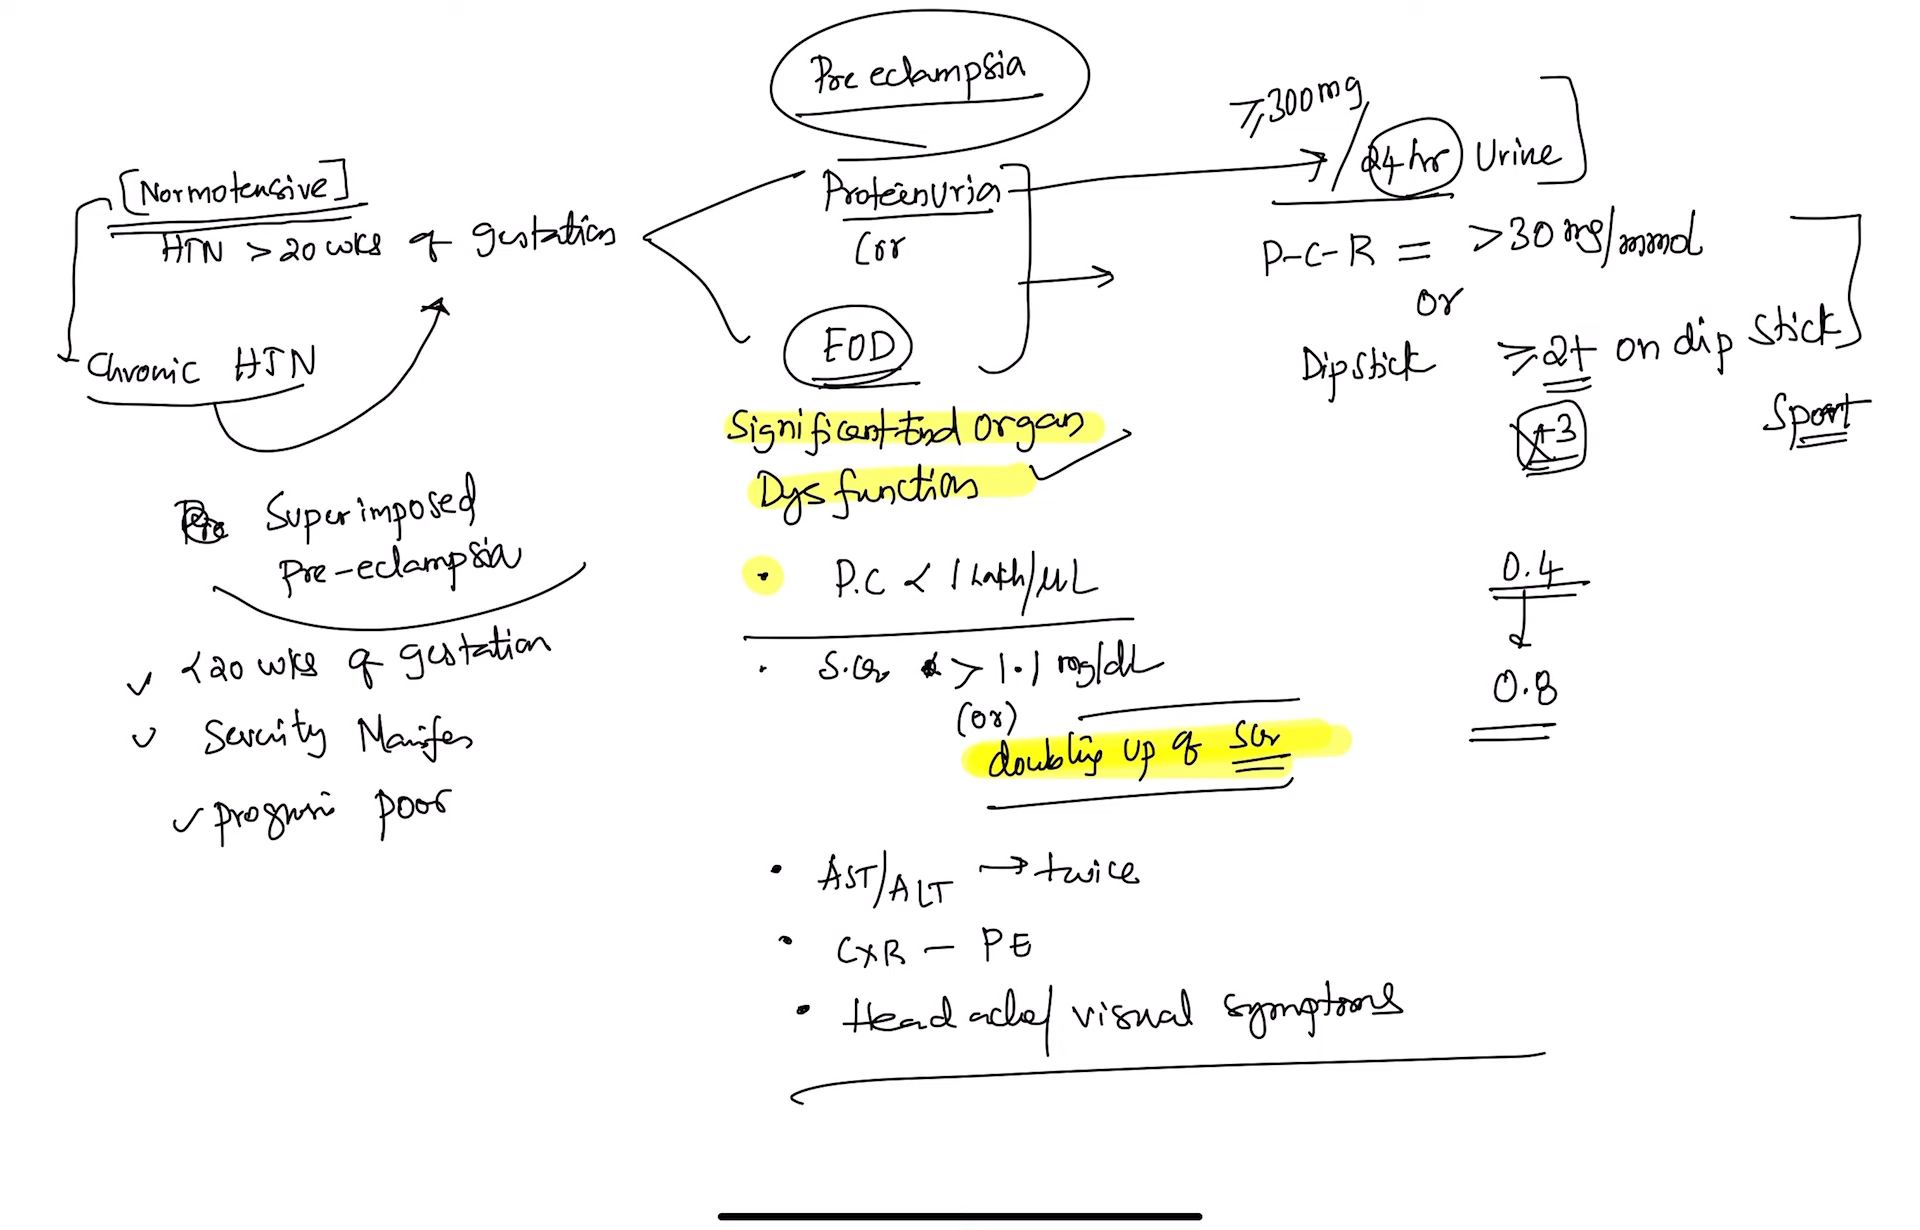 Pre eclampsia
[Normotensive]
HTN > 20 wks of gestation
Chronic HTN
Superimposed
Pre-eclampsia
<20 wks of gestation
Severity Manifes
prognosis poor
Proteinuria
(or
EOD
Significant End organ
Dysfunction
• P.C < 1 Lakh/μL
• S.Cr > 1.1 mg/dL
(or)
doubling up of SCr
• AST/ALT → twice
• CXR – PE
• Headache/visual symptoms
≥300mg
/24 hr Urine
P-C-R = >30 mg/mmol
or
Dipstick ≥2+ on dip stick
+3
Spot
0.4
0.8